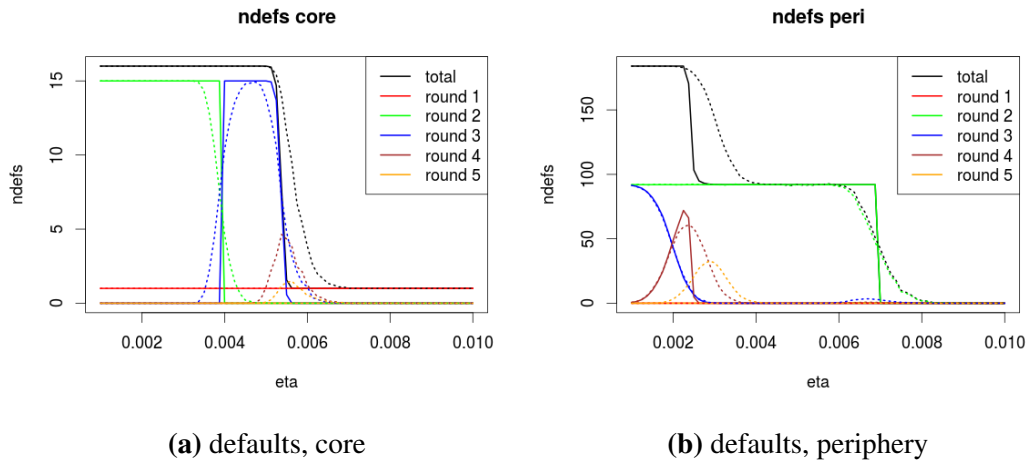 ndefs core
ndefs
15
10
5
0
total
round 1
round 2
round 3
round 4
round 5
0.002
0.004
0.006
0.008
0.010
eta
(a) defaults, core
ndefs peri
ndefs
150
100
50
0
total
round 1
round 2
round 3
round 4
round 5
0.002
0.004
0.006
0.008
0.010
eta
(b) defaults, periphery